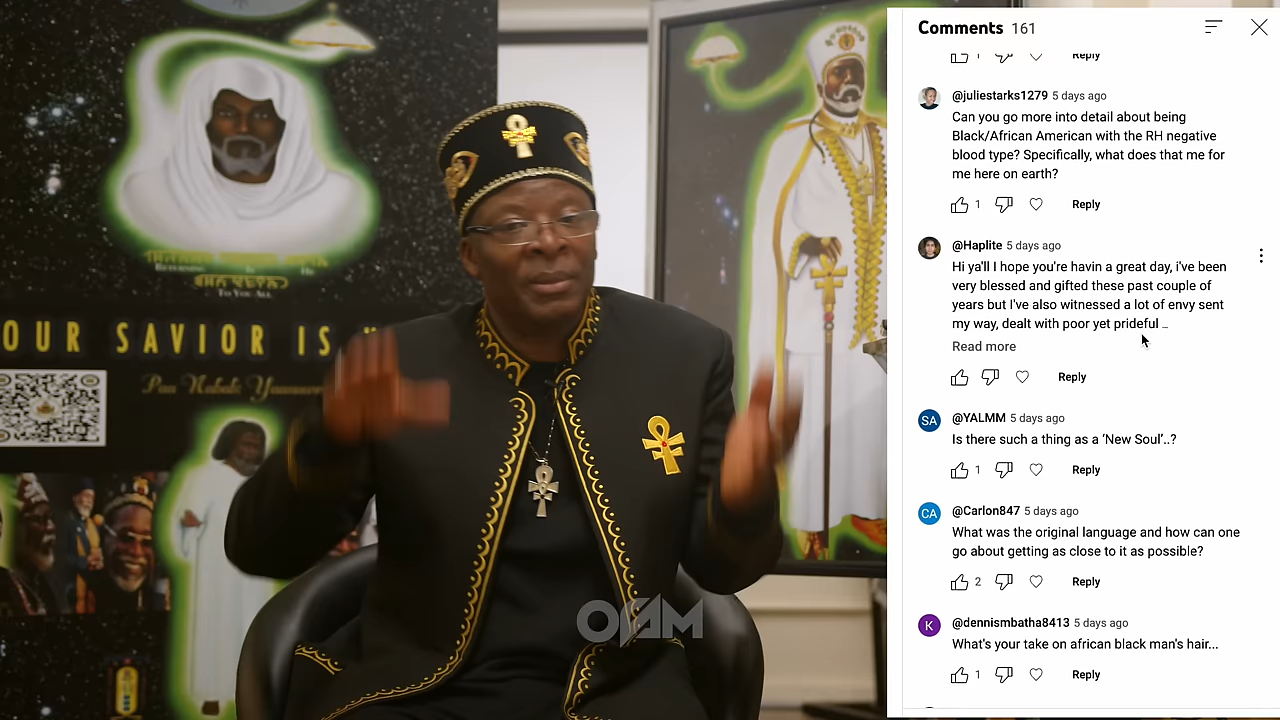 OUR SAVIOR IS
Comments 161
1 Reply
@juliestarks1279 5 days ago
Can you go more into detail about being
Black/African American with the RH negative
blood type? Specifically, what does that me for
me here on earth?
1 Reply
@Haplite 5 days ago
Hi ya'll I hope you're havin a great day, i've been
very blessed and gifted these past couple of
years but I've also witnessed a lot of envy sent
my way, dealt with poor yet prideful ...
Read more
Reply
SA
@YALMM 5 days ago
Is there such a thing as a ‘New Soul’..?
1 Reply
CA
@Carlon847 5 days ago
What was the original language and how can one
go about getting as close to it as possible?
2 Reply
K
@dennismbatha8413 5 days ago
What's your take on african black man's hair...
1 Reply